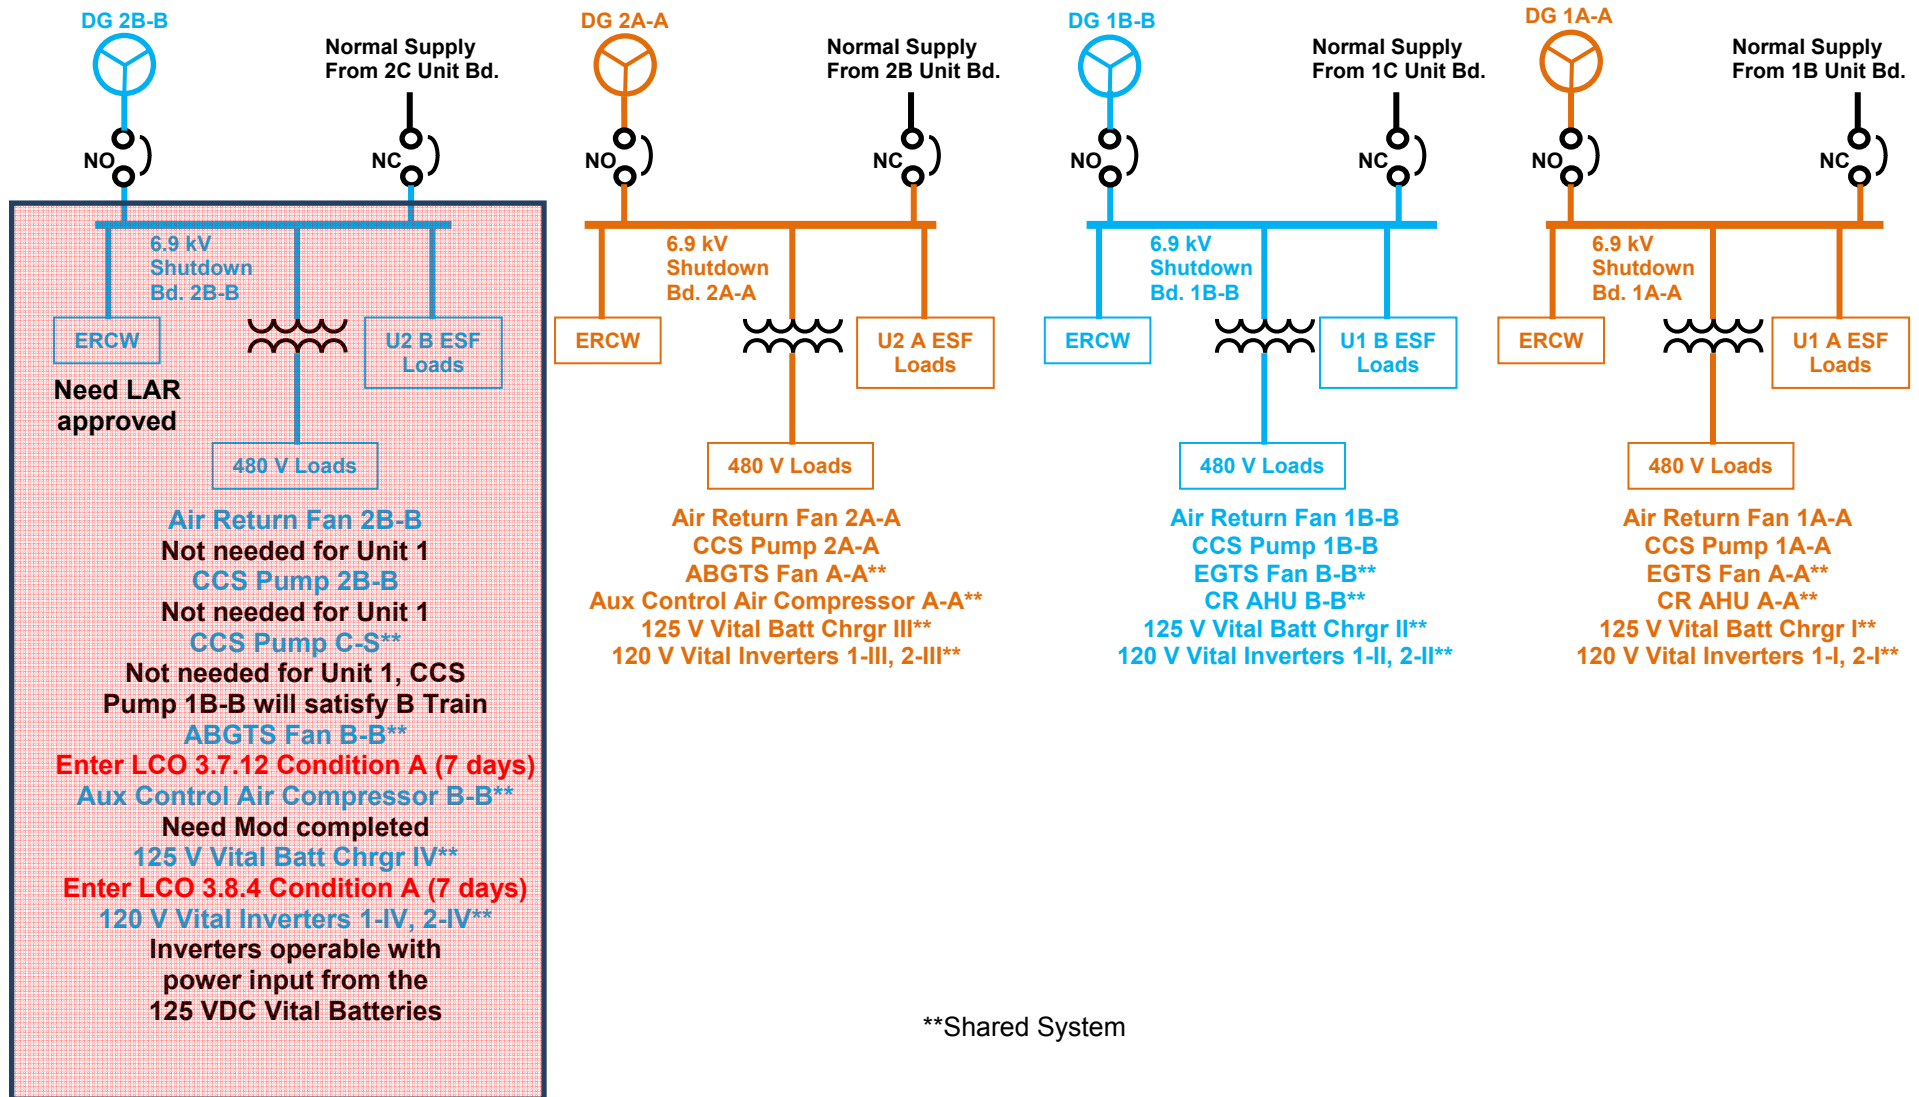 DG 2B-B
Normal Supply
From 2C Unit Bd.
NO
NC
6.9 kV
Shutdown
Bd. 2B-B
ERCW
U2 B ESF
Loads
Need LAR
approved
480 V Loads
Air Return Fan 2B-B
Not needed for Unit 1
CCS Pump 2B-B
Not needed for Unit 1
CCS Pump C-S**
Not needed for Unit 1, CCS
Pump 1B-B will satisfy B Train
ABGTS Fan B-B**
Enter LCO 3.7.12 Condition A (7 days)
Aux Control Air Compressor B-B**
Need Mod completed
125 V Vital Batt Chrgr IV**
Enter LCO 3.8.4 Condition A (7 days)
120 V Vital Inverters 1-IV, 2-IV**
Inverters operable with
power input from the
125 VDC Vital Batteries
DG 2A-A
Normal Supply
From 2B Unit Bd.
NO
NC
6.9 kV
Shutdown
Bd. 2A-A
ERCW
U2 A ESF
Loads
480 V Loads
Air Return Fan 2A-A
CCS Pump 2A-A
ABGTS Fan A-A**
Aux Control Air Compressor A-A**
125 V Vital Batt Chrgr III**
120 V Vital Inverters 1-III, 2-III**
DG 1B-B
Normal Supply
From 1C Unit Bd.
NO
NC
6.9 kV
Shutdown
Bd. 1B-B
ERCW
U1 B ESF
Loads
480 V Loads
Air Return Fan 1B-B
CCS Pump 1B-B
EGTS Fan B-B**
CR AHU B-B**
125 V Vital Batt Chrgr II**
120 V Vital Inverters 1-II, 2-II**
DG 1A-A
Normal Supply
From 1B Unit Bd.
NO
NC
6.9 kV
Shutdown
Bd. 1A-A
ERCW
U1 A ESF
Loads
480 V Loads
Air Return Fan 1A-A
CCS Pump 1A-A
EGTS Fan A-A**
CR AHU A-A**
125 V Vital Batt Chrgr I**
120 V Vital Inverters 1-I, 2-I**
**Shared System